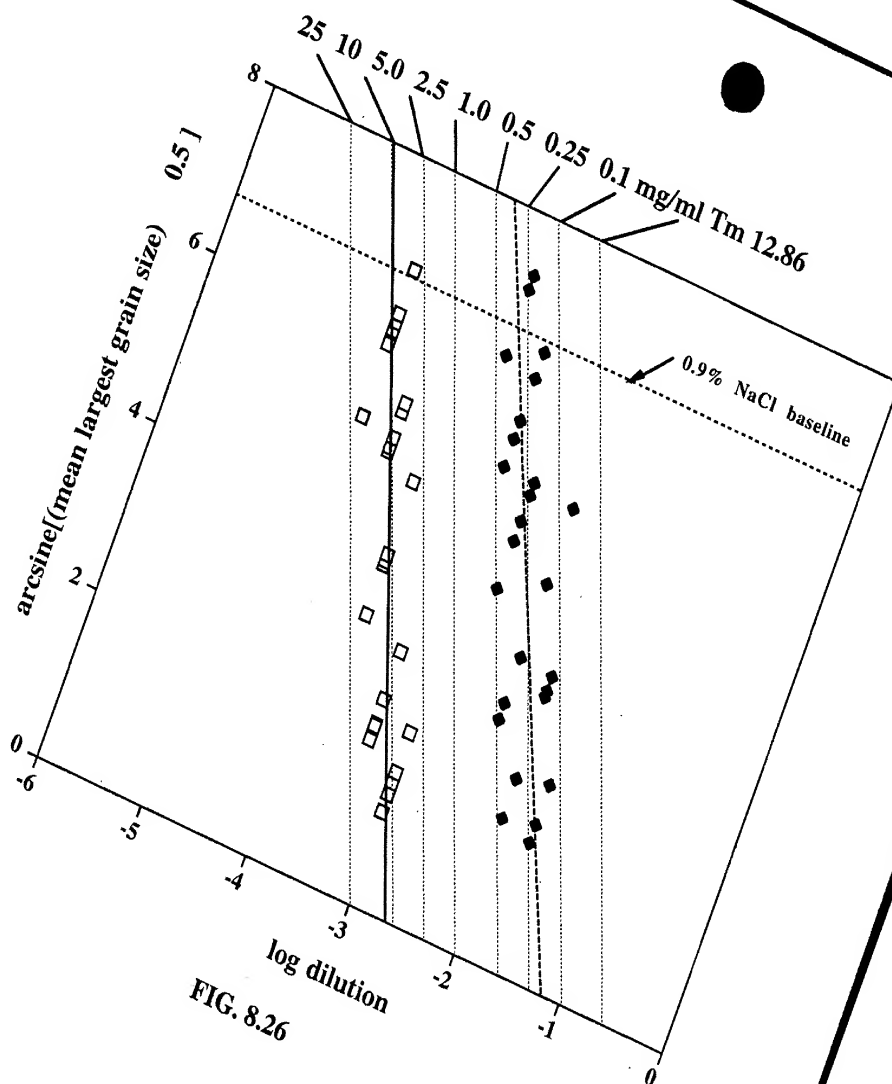 25 10 5.0 2.5 1.0 0.5 0.25 0.1 mg/ml Tm 12.86
8
6
4
2
0
arcsine[(mean largest grain size) 0.5 ]
0.9% NaCl baseline
-6
-5
-4
-3
-2
-1
0
log dilution
FIG. 8.26